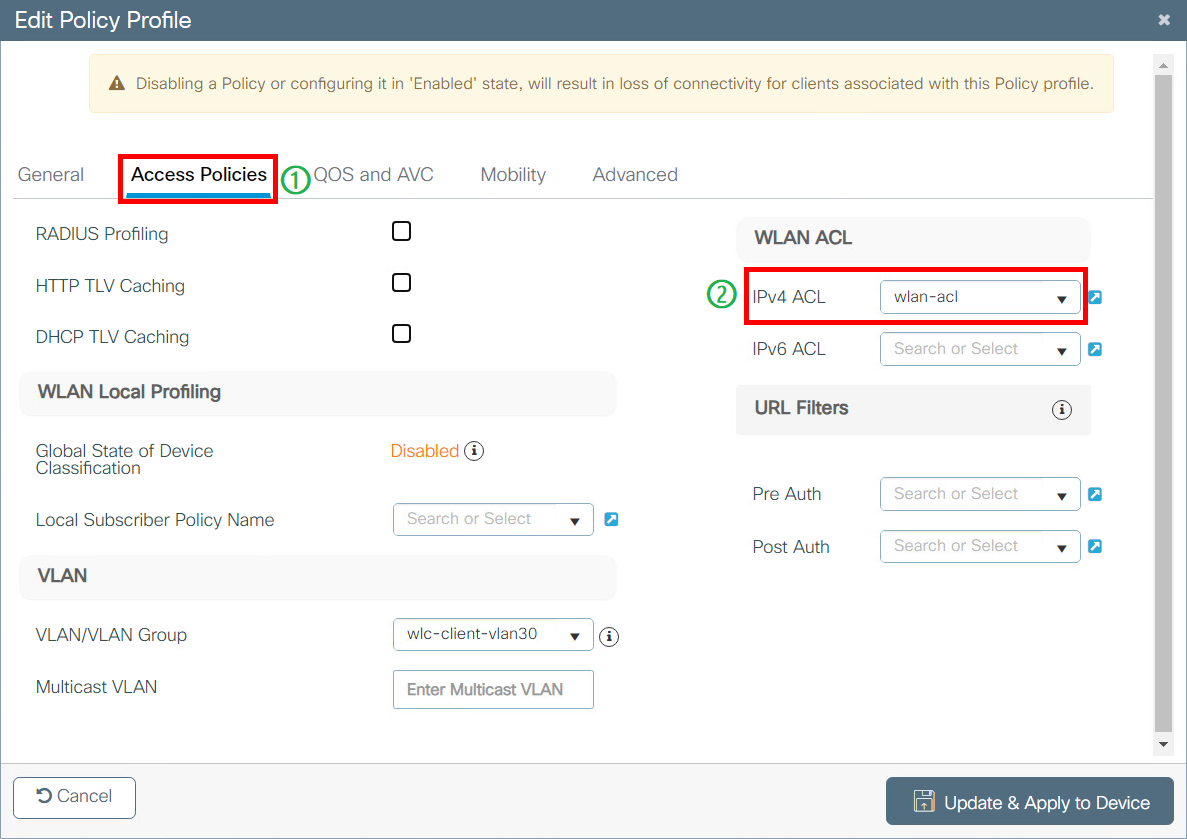 Edit Policy Profile
Disabling a Policy or configuring it in 'Enabled' state, will result in loss of connectivity for clients associated with this Policy profile.
General
Access Policies
①
QOS and AVC
Mobility
Advanced
RADIUS Profiling
HTTP TLV Caching
DHCP TLV Caching
WLAN Local Profiling
Global State of Device
Classification
Disabled
Local Subscriber Policy Name
Search or Select
VLAN
VLAN/VLAN Group
wlc-client-vlan30
Multicast VLAN
Enter Multicast VLAN
WLAN ACL
②
IPv4 ACL
wlan-acl
IPv6 ACL
Search or Select
URL Filters
Pre Auth
Search or Select
Post Auth
Search or Select
Cancel
Update & Apply to Device